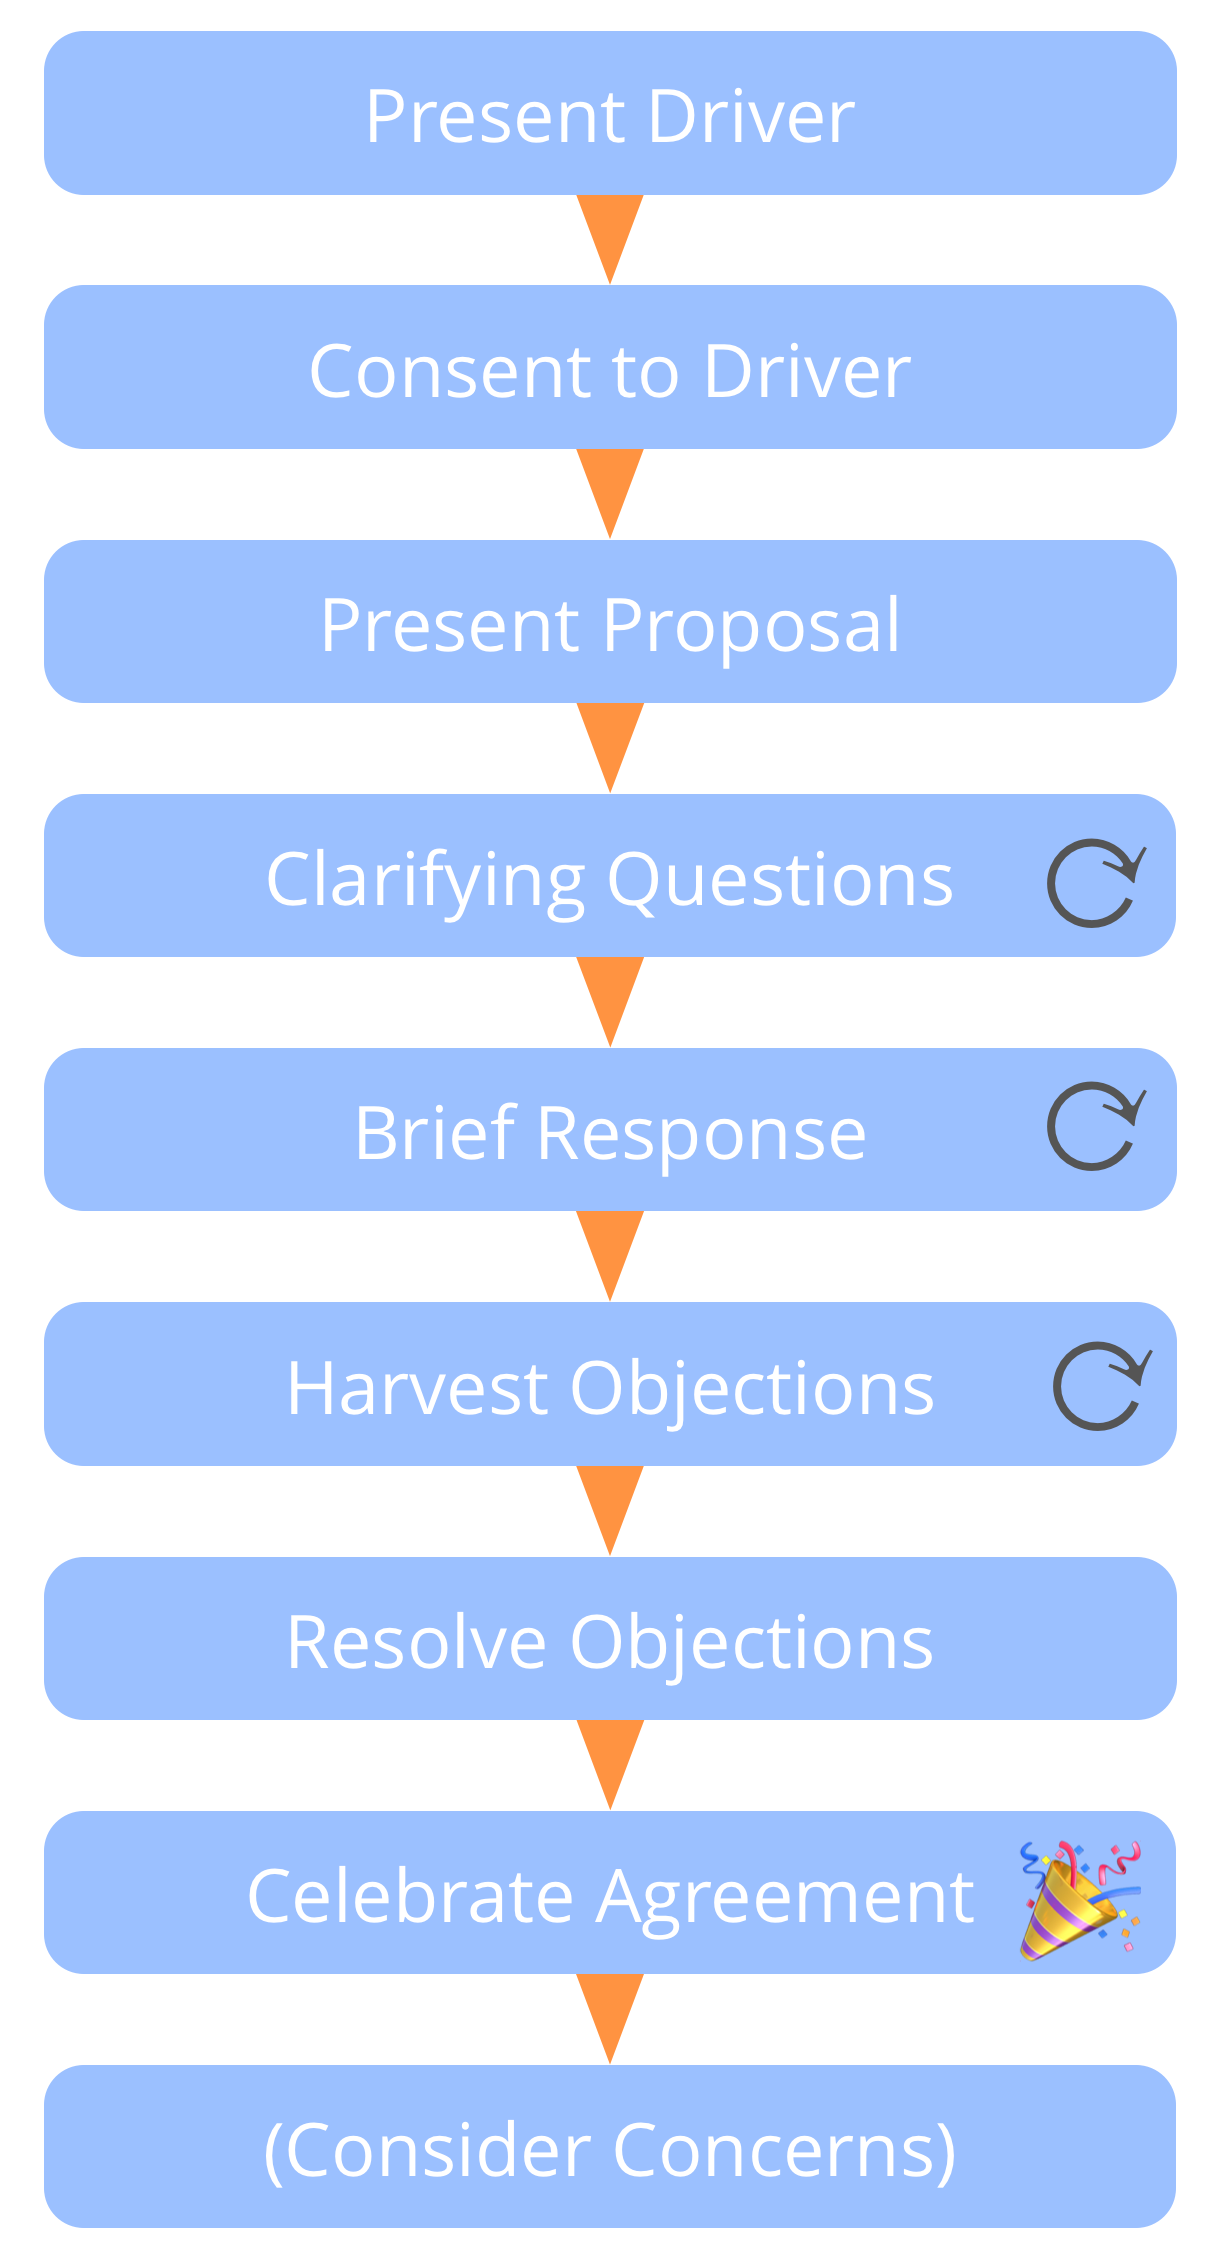 Present Driver
Consent to Driver
Present Proposal
Clarifying Questions
Brief Response
Harvest Objections
Resolve Objections
Celebrate Agreement
(Consider Concerns)